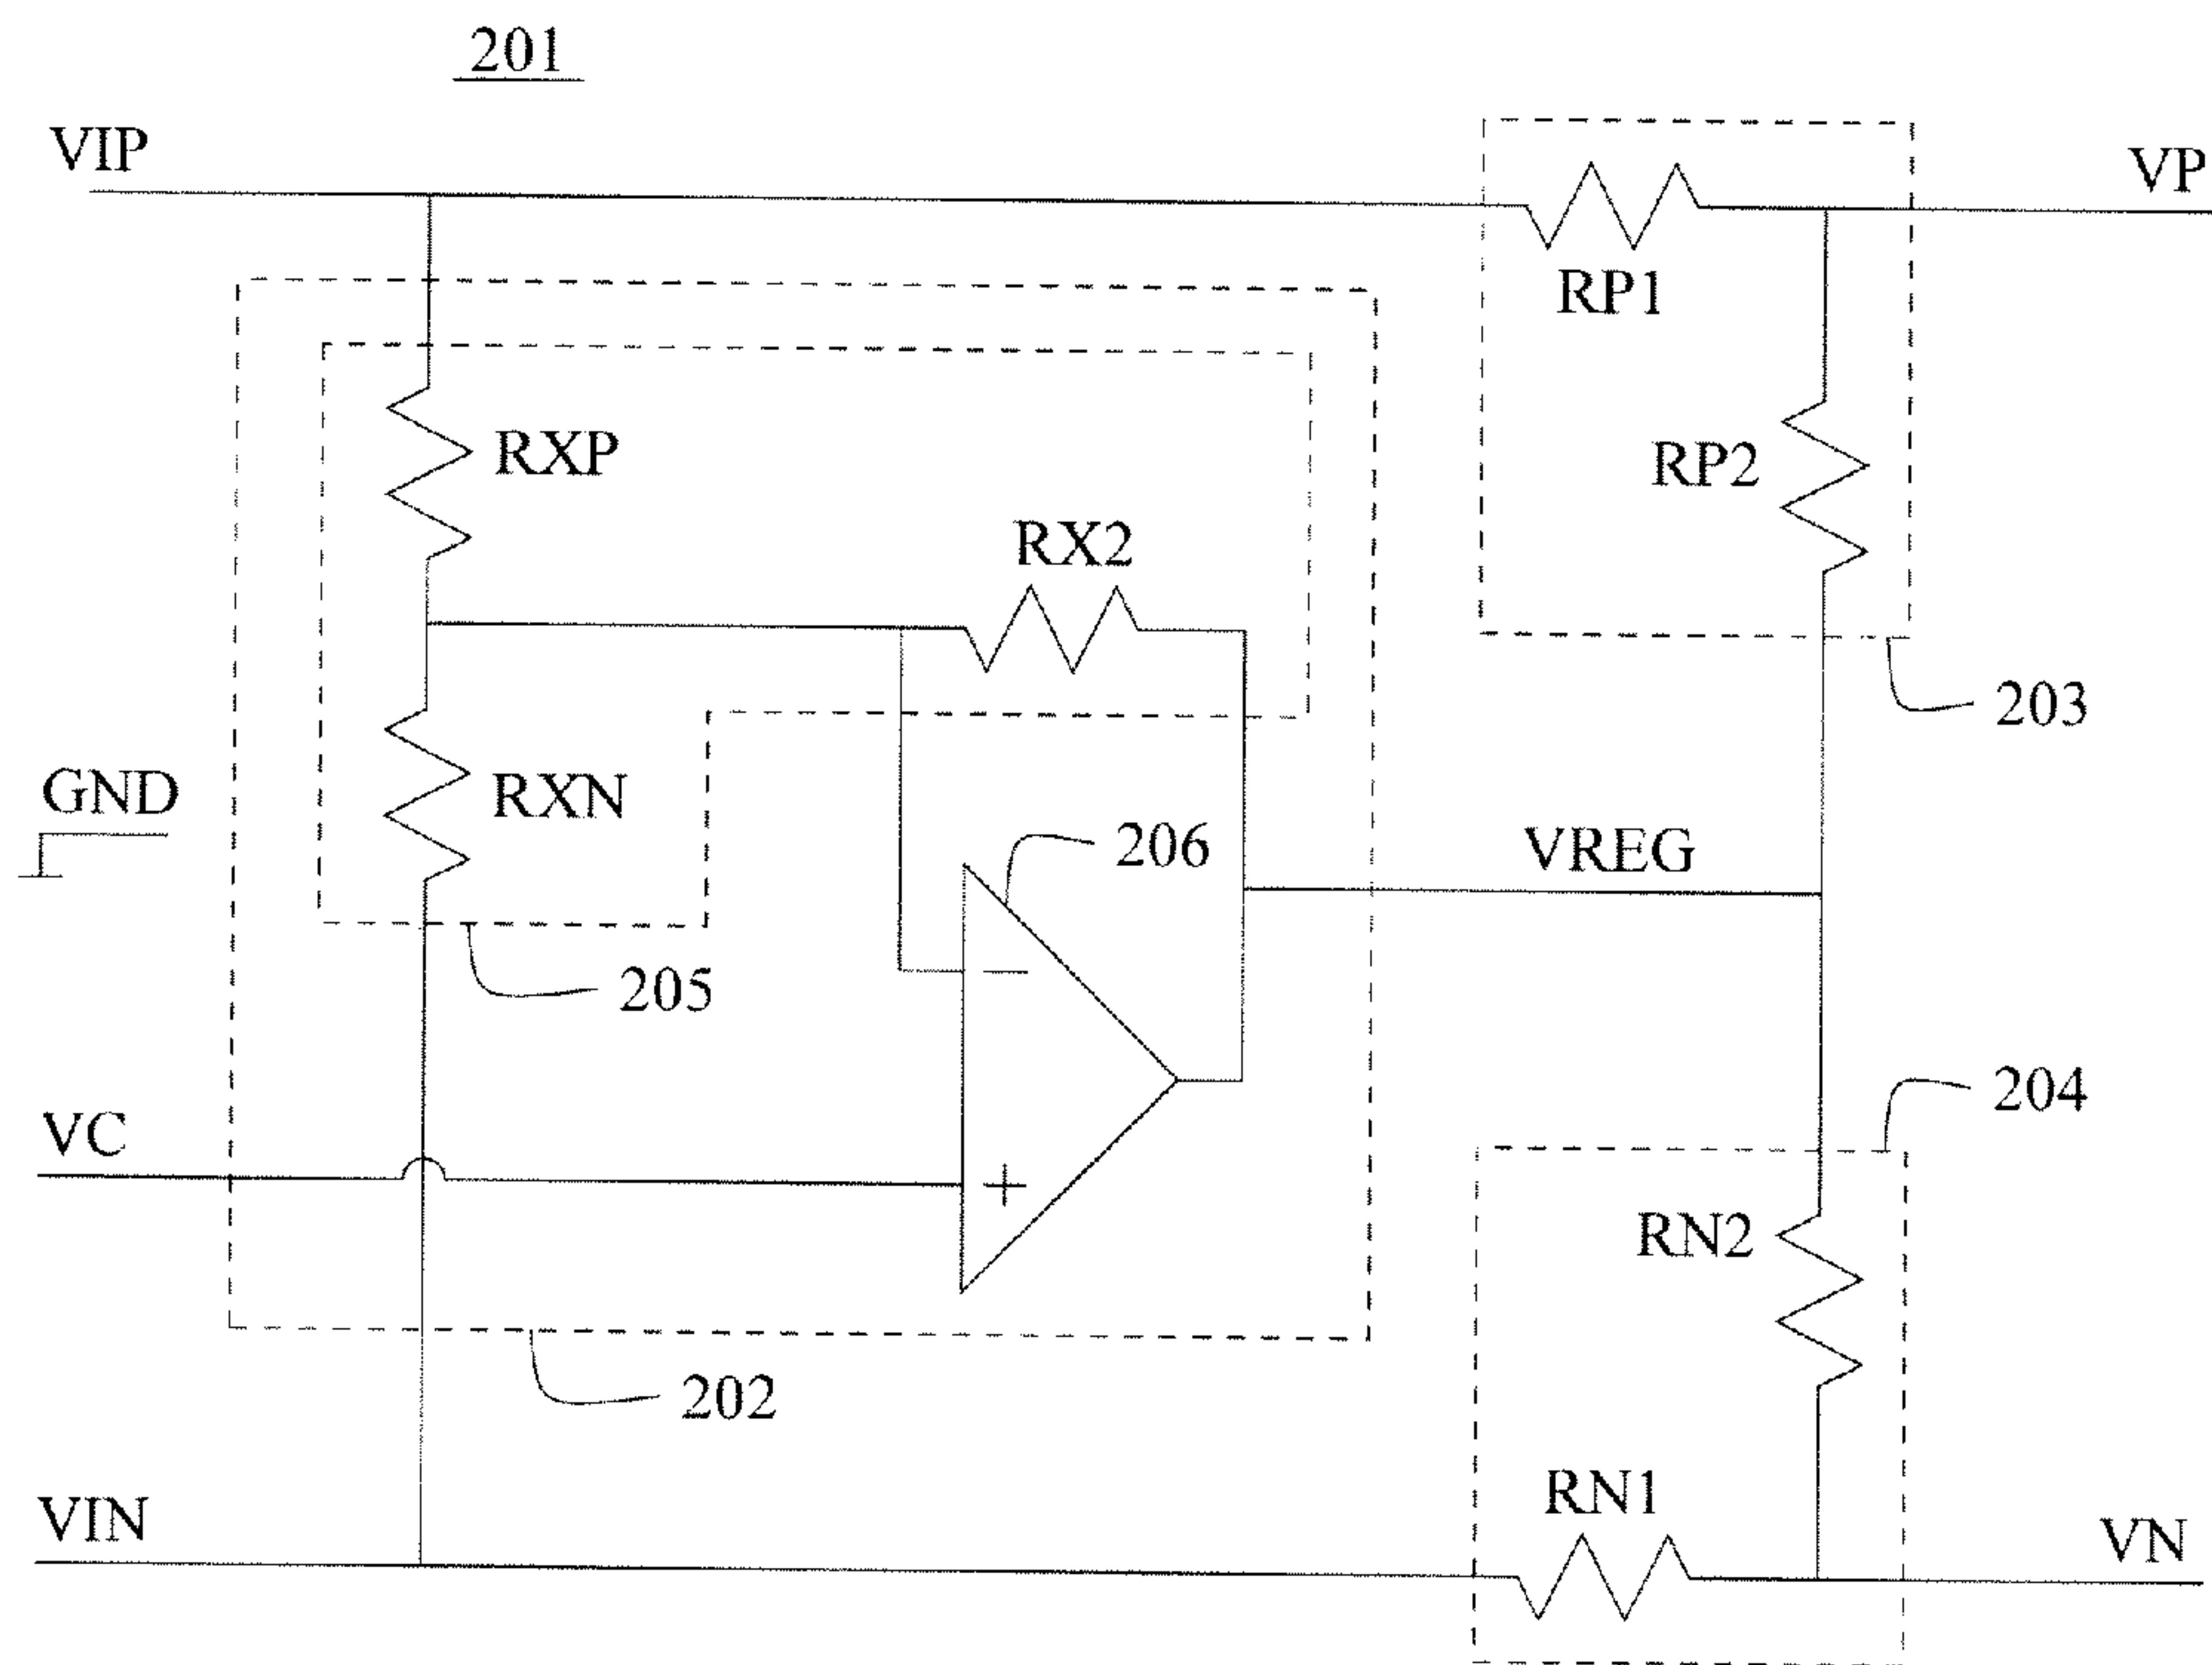 201
VIP
VP
RP1
RXP
RP2
RX2
203
GND
RXN
206
VREG
205
204
VC
−
+
RN2
202
RN1
VIN
VN